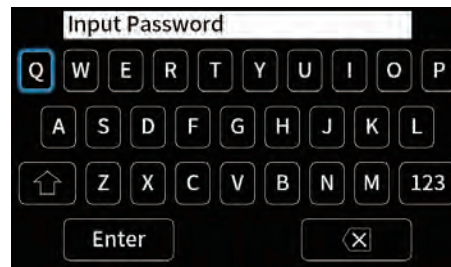 Input Password
Q W E R T Y U I O P
A S D F G H J K L
Z X C V B N M 123
Enter